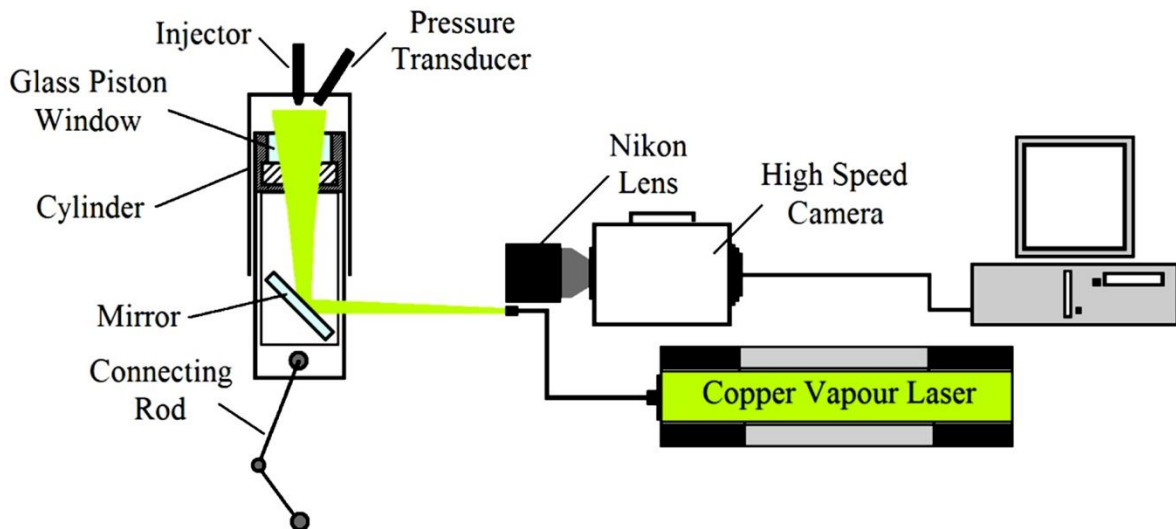 Injector
Pressure
Transducer
Glass Piston
Window
Cylinder
Nikon
Lens
High Speed
Camera
Mirror
Connecting
Rod
Copper Vapour Laser